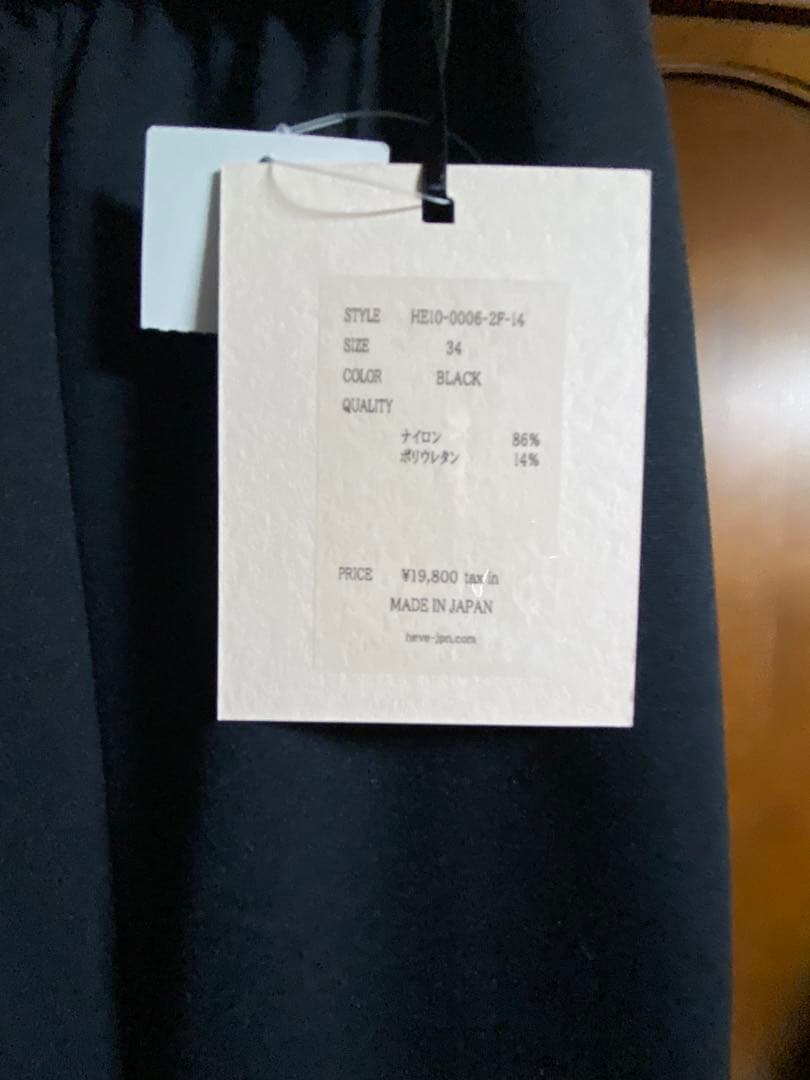 STYLE HE10-0006-2F-14
SIZE 34
COLOR BLACK
QUALITY
ナイロン 86%
ポリウレタン 14%
PRICE ¥19,800 tax in
MADE IN JAPAN
heve-jpn.com